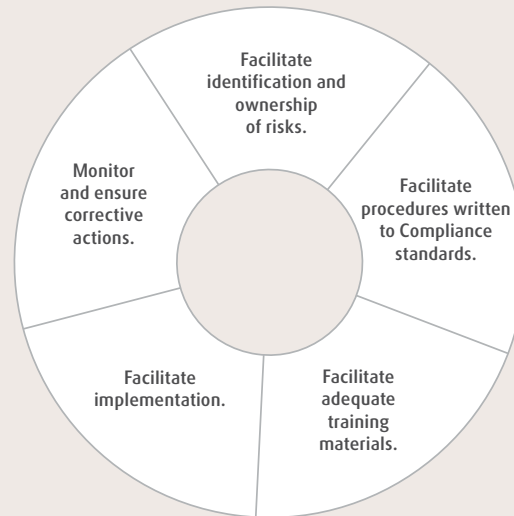 Facilitate
identification and
ownership
of risks.
Facilitate
procedures written
to Compliance
standards.
Facilitate
adequate
training
materials.
Facilitate
implementation.
Monitor
and ensure
corrective
actions.